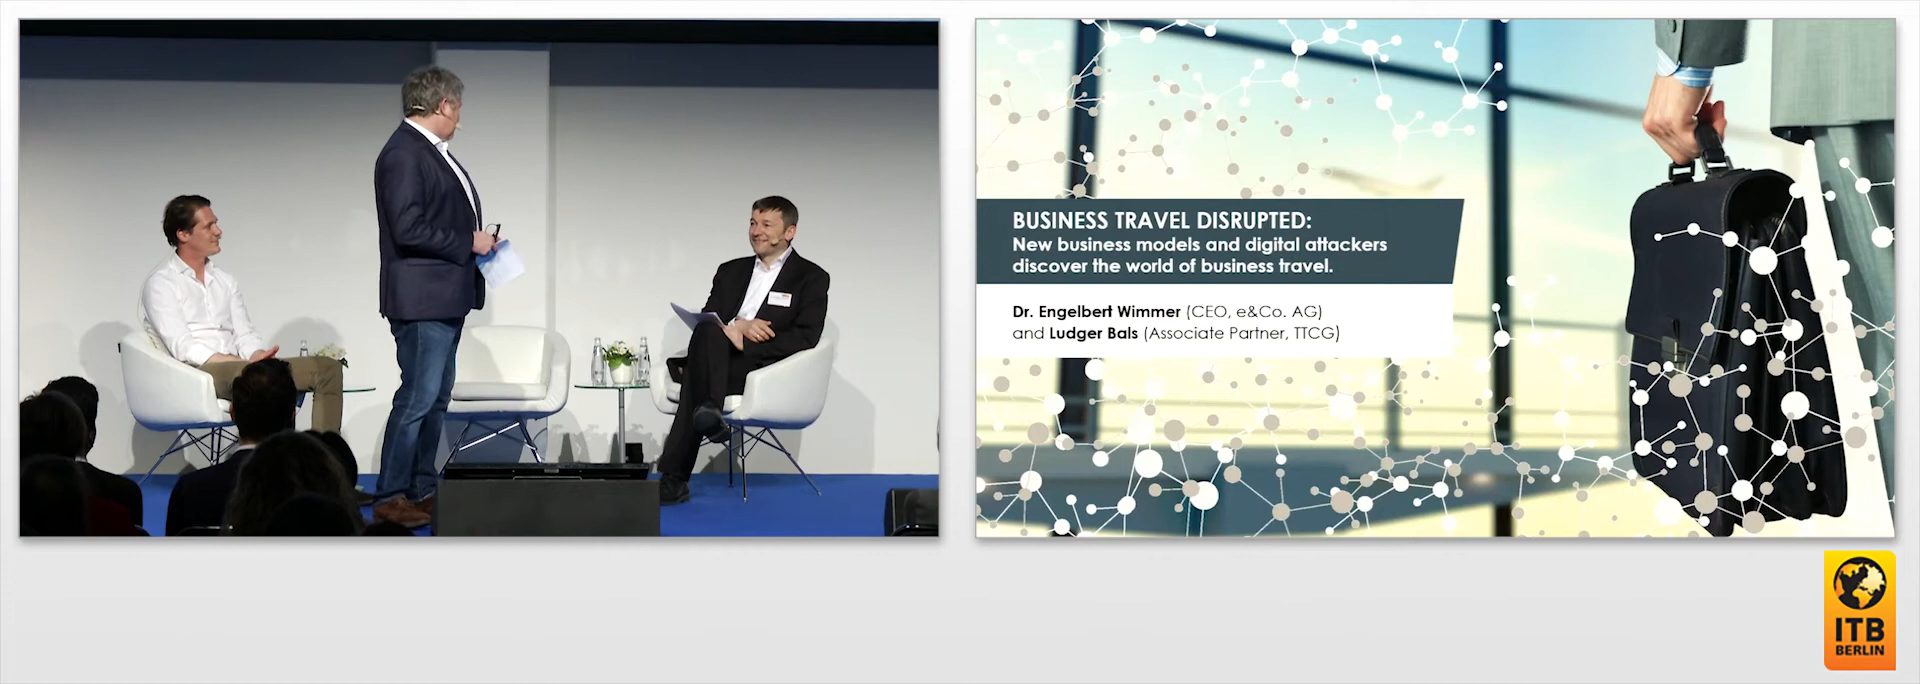 BUSINESS TRAVEL DISRUPTED:
New business models and digital attackers
discover the world of business travel.
Dr. Engelbert Wimmer (CEO, e&Co. AG)
and Ludger Bals (Associate Partner, TTCG)
ITB
BERLIN